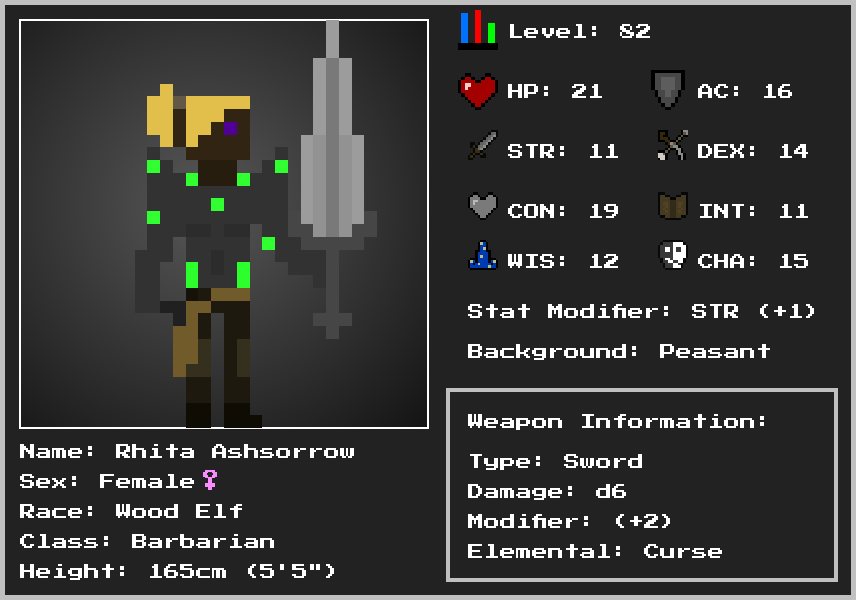 Level: 82
HP: 21
AC: 16
STR: 11
DEX: 14
CON: 19
INT: 11
WIS: 12
CHA: 15
Stat Modifier: STR (+1)
Background: Peasant
Weapon Information:
Type: Sword
Damage: d6
Modifier: (+2)
Elemental: Curse
Name: Rhita Ashsorrow
Sex: Female♀
Race: Wood Elf
Class: Barbarian
Height: 165cm (5'5")